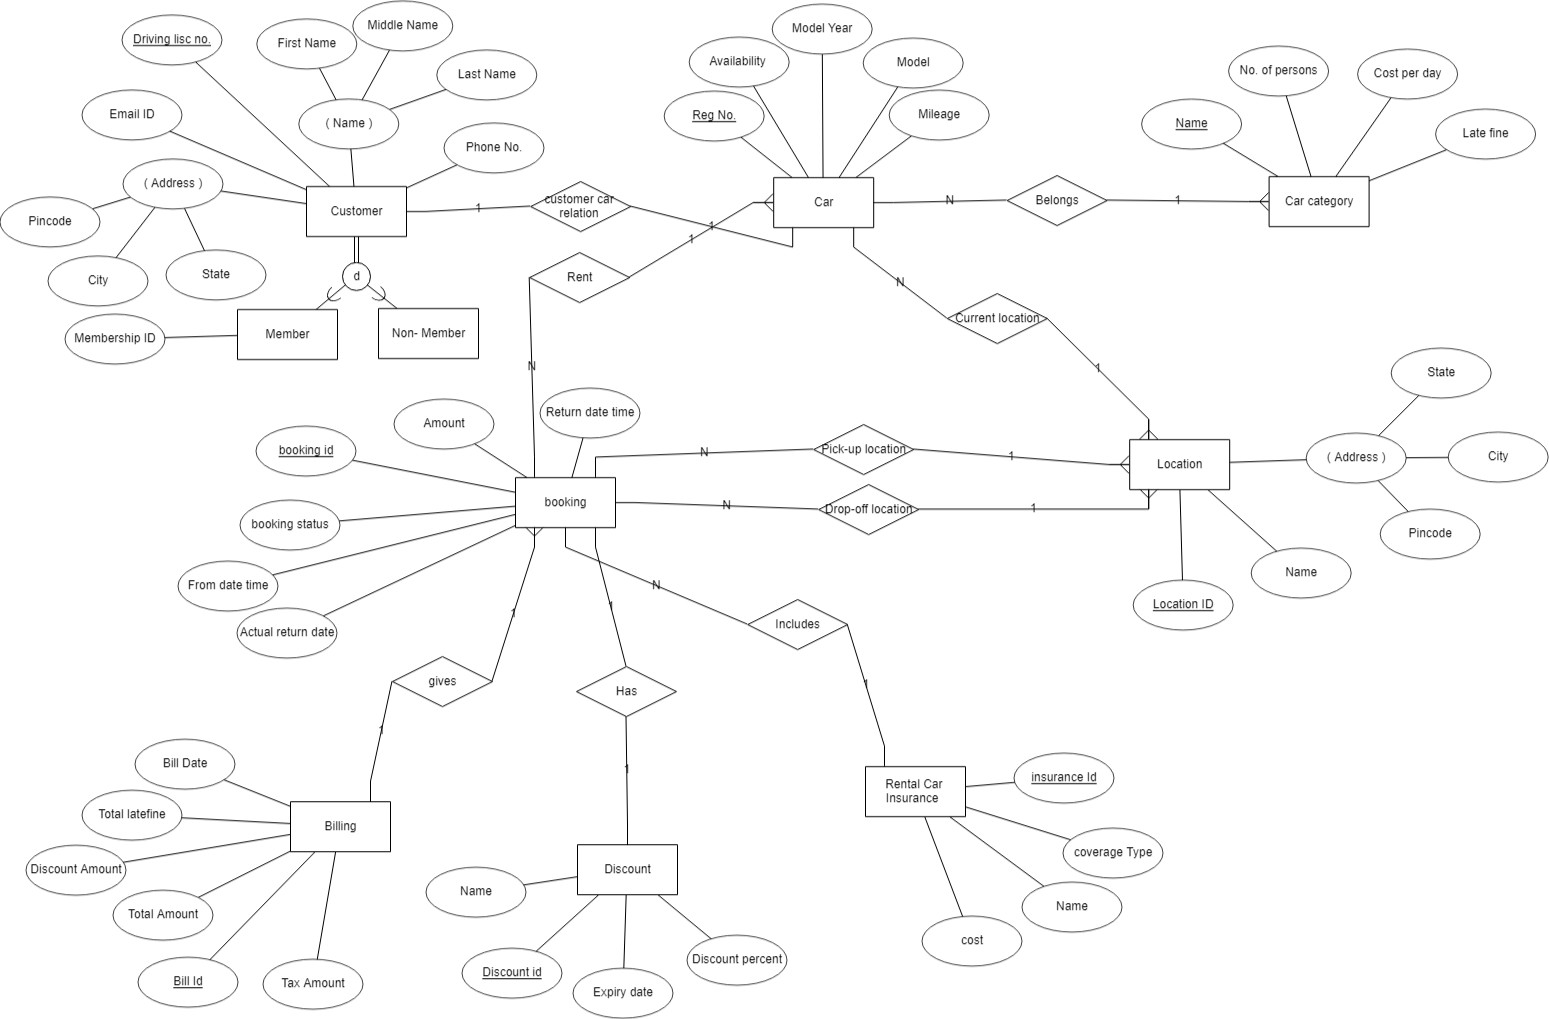 Driving lisc no.
First Name
Middle Name
Last Name
( Name )
Email ID
Phone No.
( Address )
Pincode
City
State
Customer
d
Member
Non- Member
Membership ID
1
customer car
relation
1
Model Year
Availability
Model
Reg No.
Mileage
Car
N
Belongs
1
No. of persons
Cost per day
Name
Late fine
Car category
1
Rent
N
N
Current location
1
Amount
Return date time
booking id
booking status
From date time
Actual return date
booking
N
Pick-up location
1
N
Drop-off location
1
Location
State
( Address )
City
Pincode
Name
Location ID
1
gives
1
1
Has
1
N
Includes
1
Bill Date
Total latefine
Discount Amount
Total Amount
Bill Id
Tax Amount
Billing
Discount
Name
Discount id
Expiry date
Discount percent
Rental Car
Insurance
insurance Id
coverage Type
Name
cost